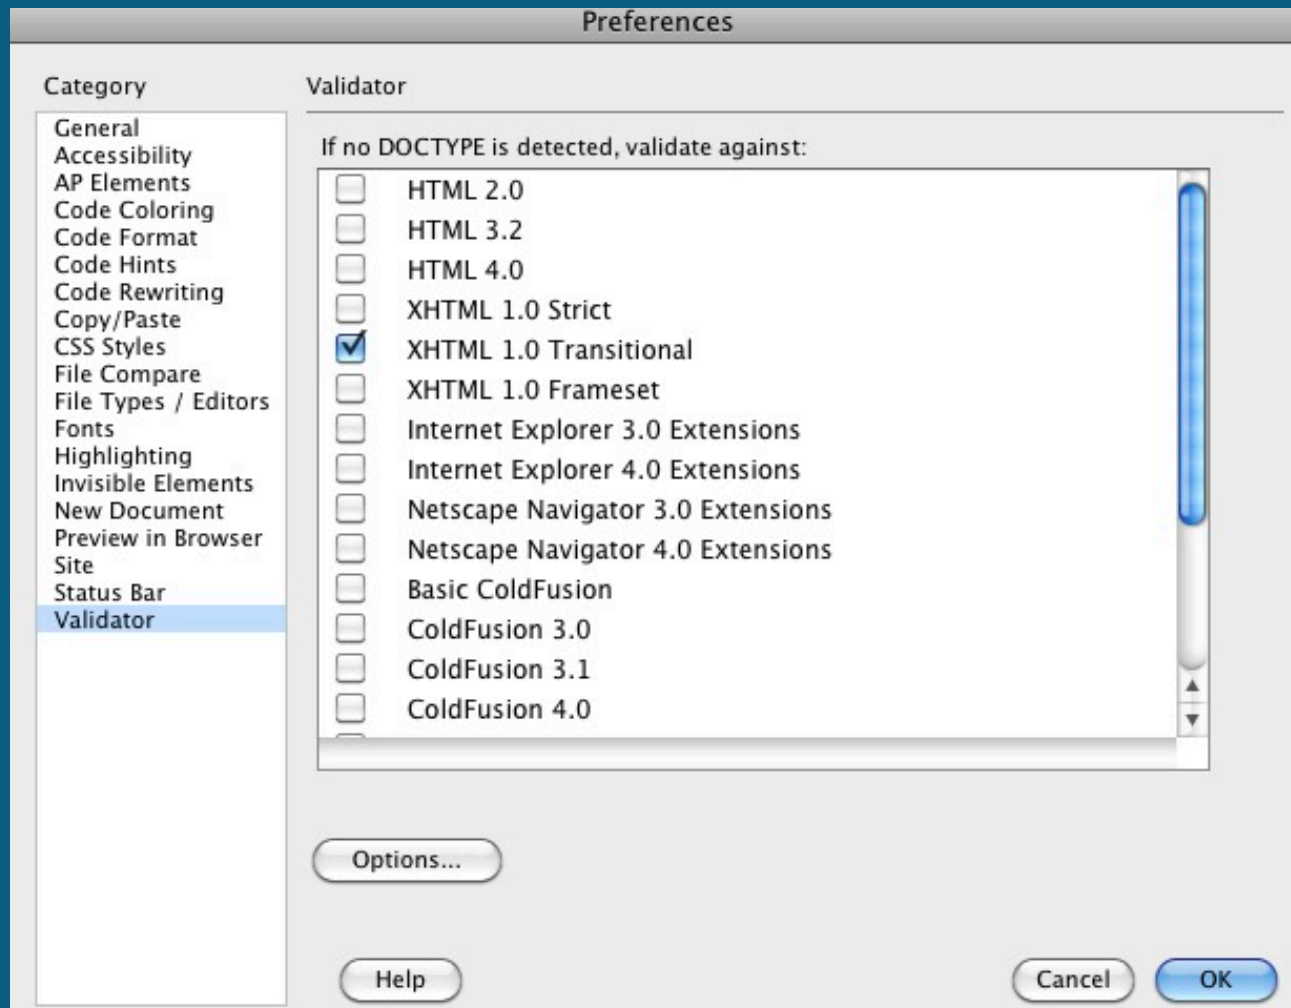 Preferences
Category
General
Accessibility
AP Elements
Code Coloring
Code Format
Code Hints
Code Rewriting
Copy/Paste
CSS Styles
File Compare
File Types / Editors
Fonts
Highlighting
Invisible Elements
New Document
Preview in Browser
Site
Status Bar
Validator
Validator
If no DOCTYPE is detected, validate against:
HTML 2.0
HTML 3.2
HTML 4.0
XHTML 1.0 Strict
XHTML 1.0 Transitional
XHTML 1.0 Frameset
Internet Explorer 3.0 Extensions
Internet Explorer 4.0 Extensions
Netscape Navigator 3.0 Extensions
Netscape Navigator 4.0 Extensions
Basic ColdFusion
ColdFusion 3.0
ColdFusion 3.1
ColdFusion 4.0
Options...
Help
Cancel
OK